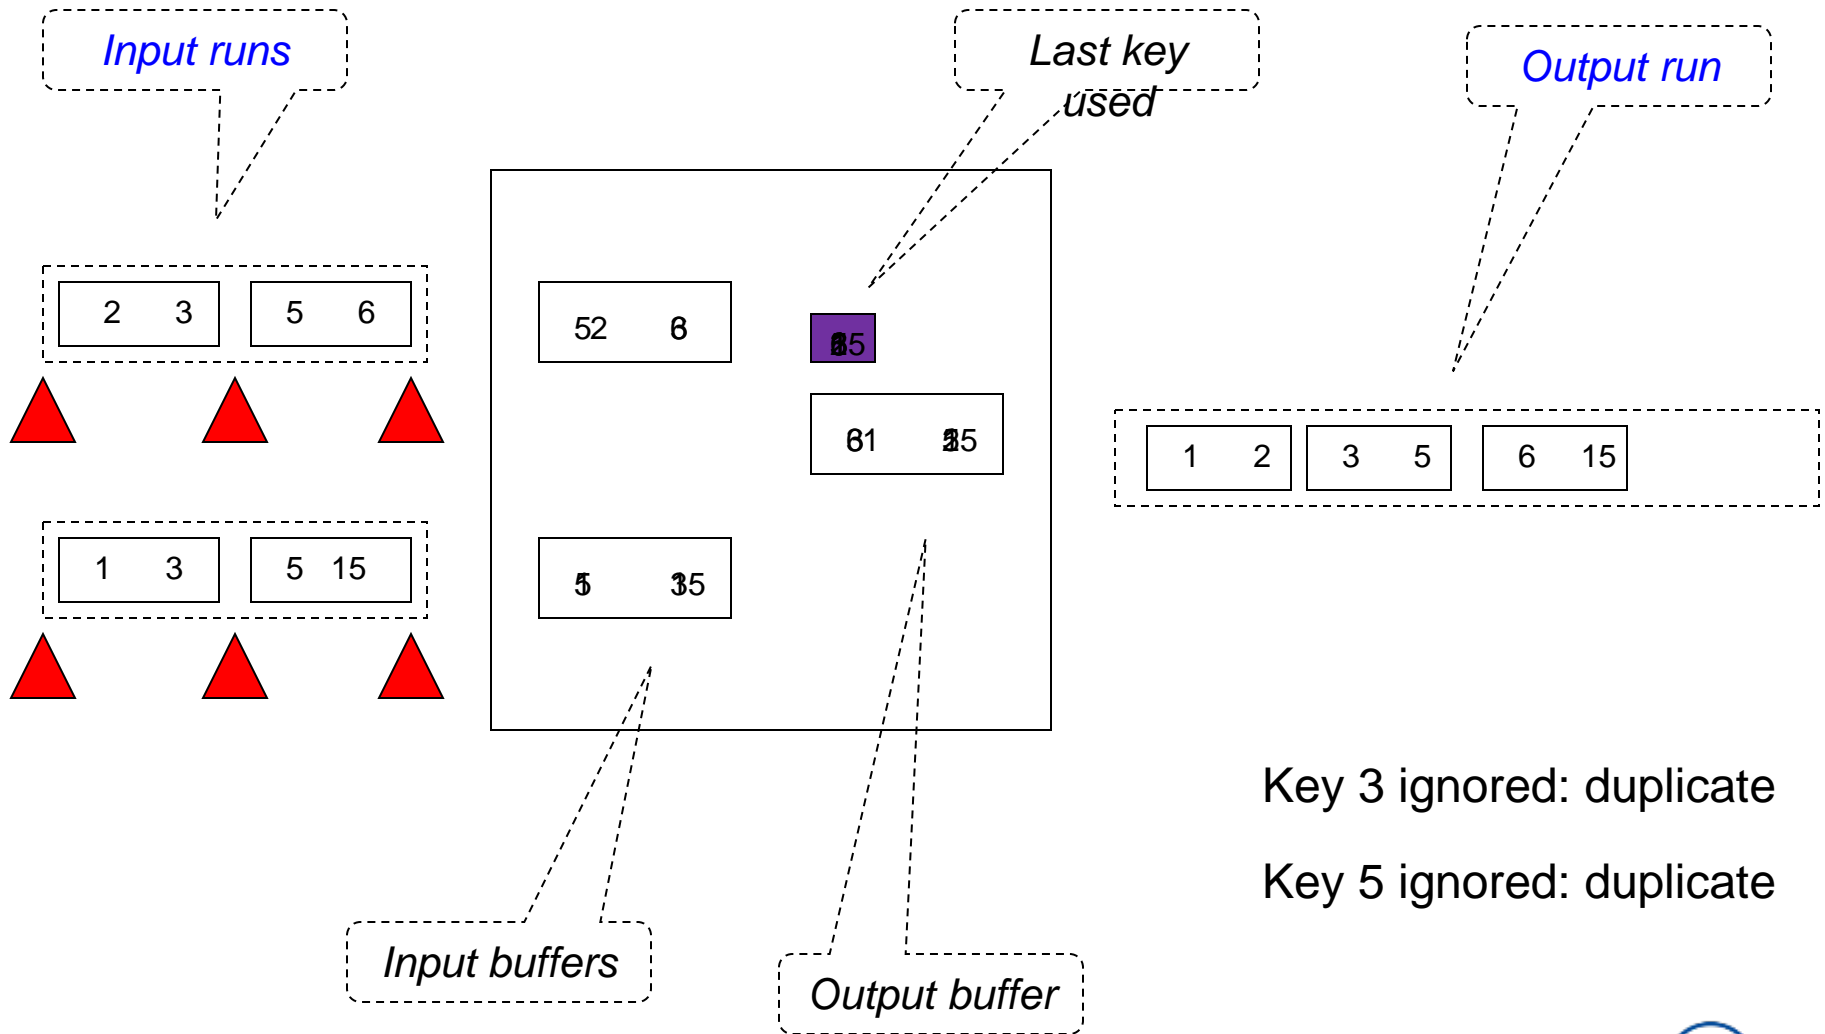 Input runs
Last key
used
Output run
2 3 5 6
1 3 5 15
1 2 3 5 6 15
Key 3 ignored: duplicate
Key 5 ignored: duplicate
Input buffers
Output buffer